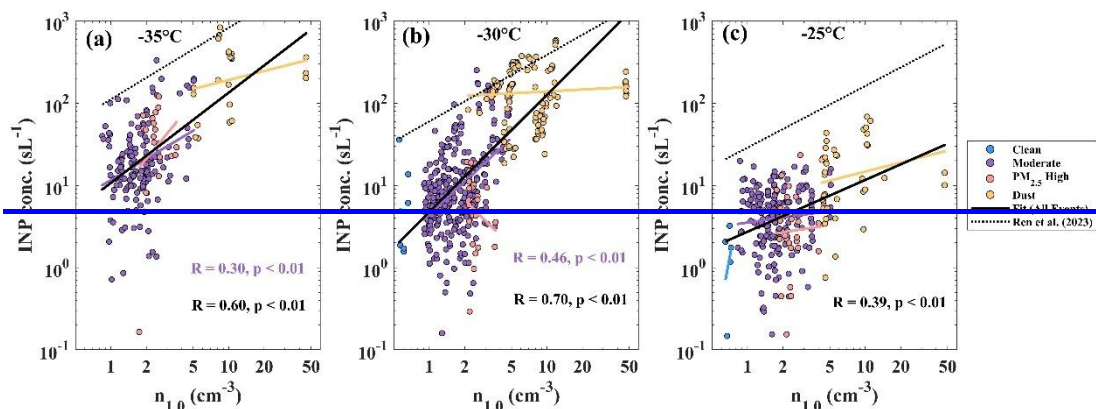 (a) -35°C
(b) -30°C
(c) -25°C
INP conc. (sL⁻¹)
10³
10²
10¹
10⁰
10⁻¹
R = 0.30, p < 0.01
R = 0.60, p < 0.01
1 2 5 10 20 50
n₁.₀ (cm⁻³)
INP conc. (sL⁻¹)
10³
10²
10¹
10⁰
10⁻¹
R = 0.46, p < 0.01
R = 0.70, p < 0.01
1 2 5 10 20 50
n₁.₀ (cm⁻³)
INP conc. (sL⁻¹)
10³
10²
10¹
10⁰
10⁻¹
R = 0.39, p < 0.01
1 2 5 10 20 50
n₁.₀ (cm⁻³)
Clean
Moderate
PM₂.₅ High
Dust
Fit (All Events)
Ren et al. (2023)